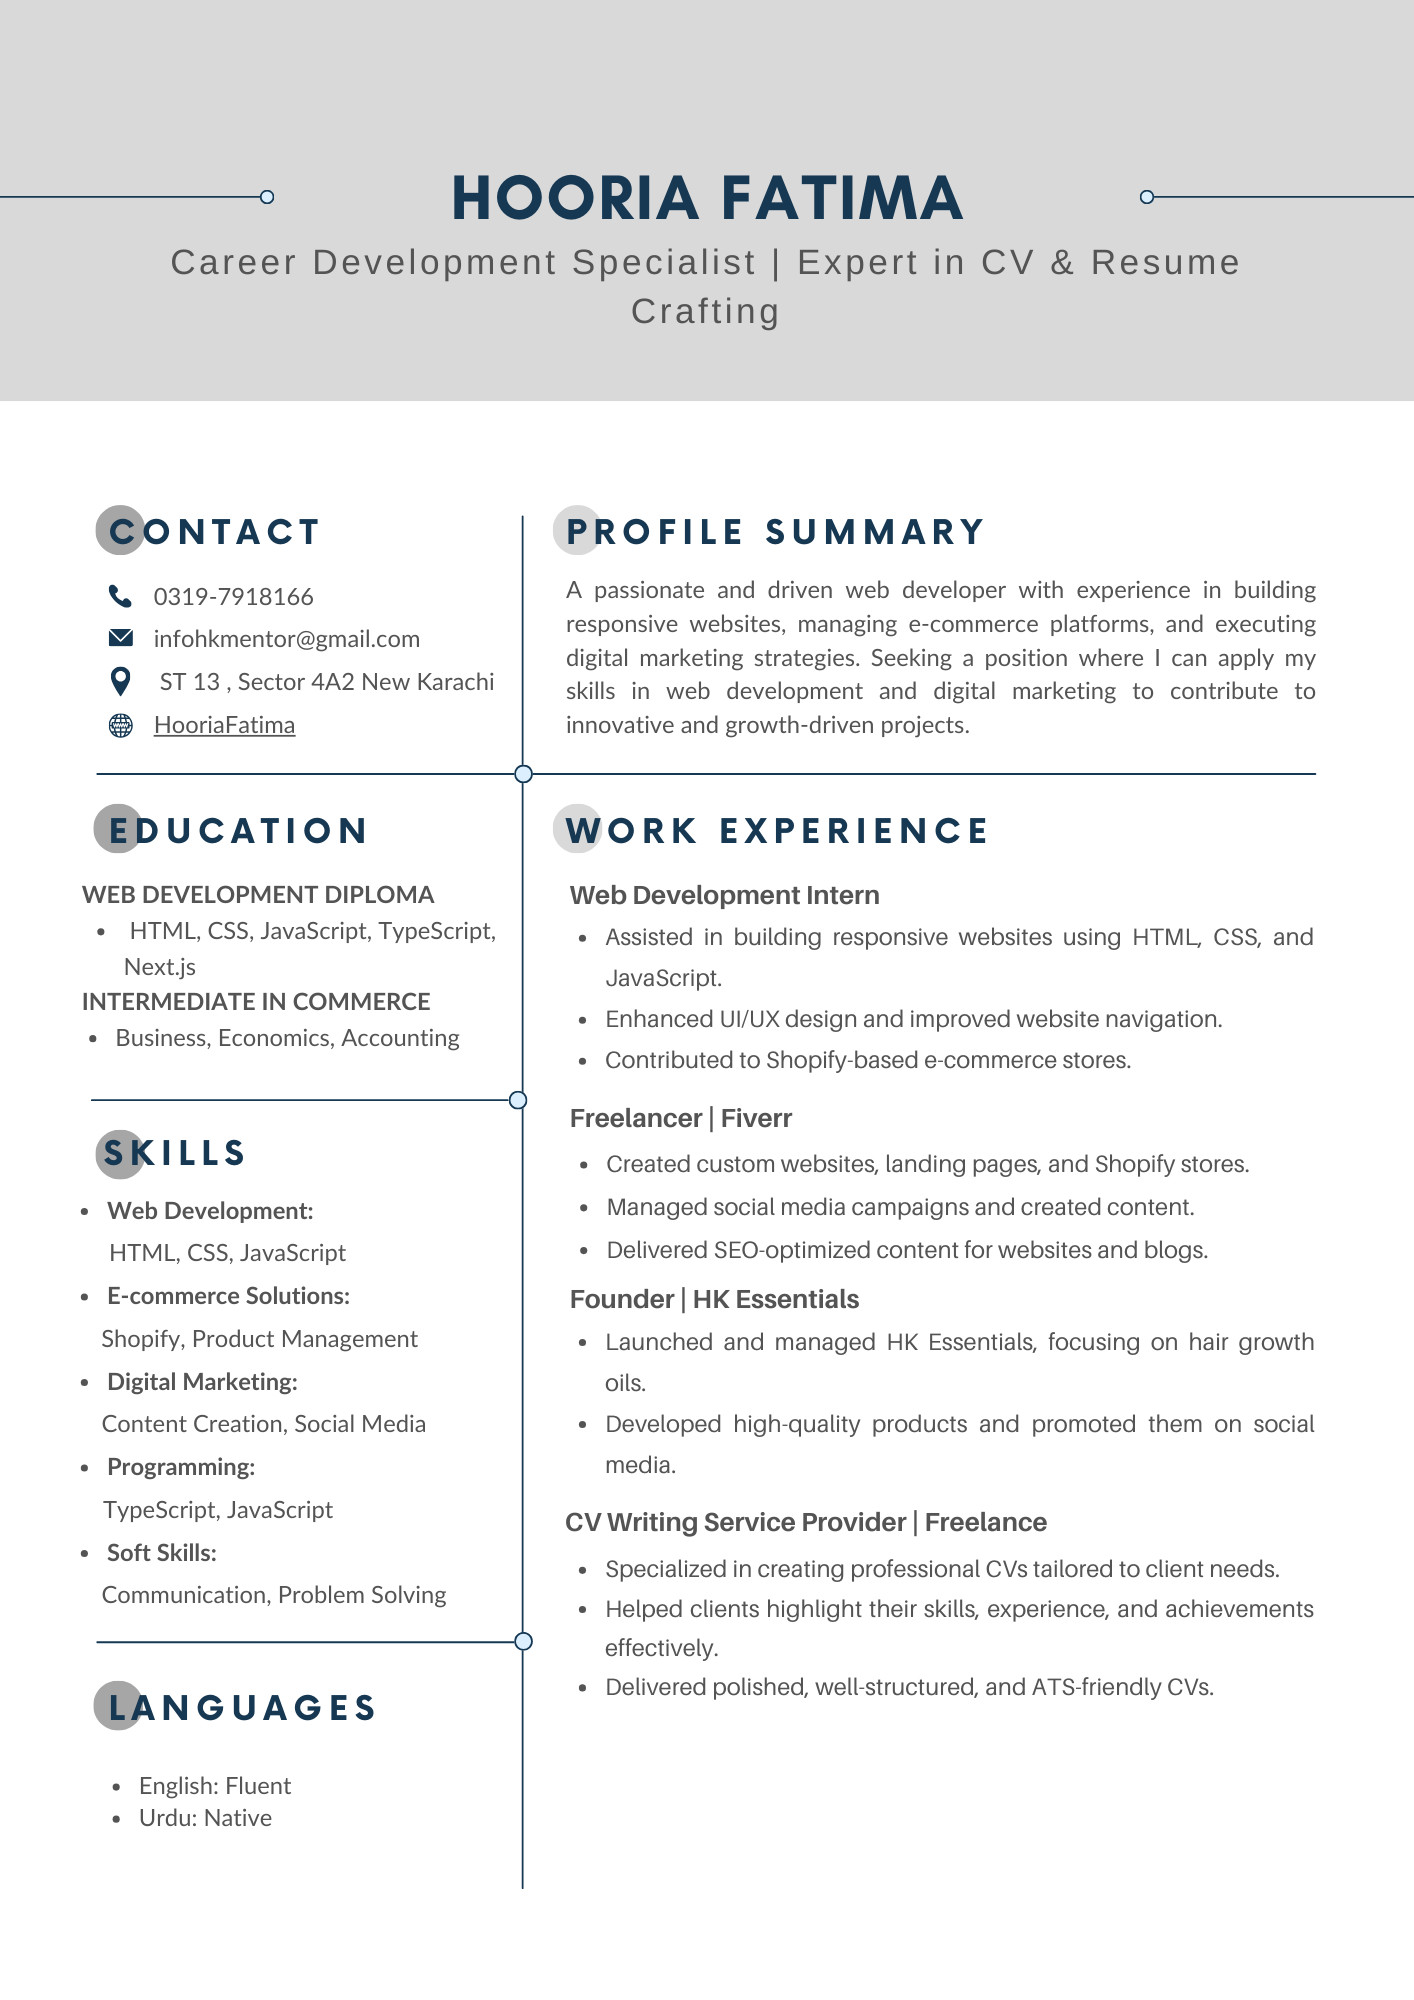 HOORIA FATIMA
Career Development Specialist | Expert in CV & Resume
Crafting
CONTACT
0319-7918166
infohkmentor@gmail.com
ST 13 , Sector 4A2 New Karachi
HooriaFatima
PROFILE SUMMARY
A passionate and driven web developer with experience in building
responsive websites, managing e-commerce platforms, and executing
digital marketing strategies. Seeking a position where I can apply my
skills in web development and digital marketing to contribute to
innovative and growth-driven projects.
EDUCATION
WEB DEVELOPMENT DIPLOMA
• HTML, CSS, JavaScript, TypeScript,
Next.js
INTERMEDIATE IN COMMERCE
• Business, Economics, Accounting
SKILLS
• Web Development:
HTML, CSS, JavaScript
• E-commerce Solutions:
Shopify, Product Management
• Digital Marketing:
Content Creation, Social Media
• Programming:
TypeScript, JavaScript
• Soft Skills:
Communication, Problem Solving
LANGUAGES
• English: Fluent
• Urdu: Native
WORK EXPERIENCE
Web Development Intern
• Assisted in building responsive websites using HTML, CSS, and
JavaScript.
• Enhanced UI/UX design and improved website navigation.
• Contributed to Shopify-based e-commerce stores.
Freelancer | Fiverr
• Created custom websites, landing pages, and Shopify stores.
• Managed social media campaigns and created content.
• Delivered SEO-optimized content for websites and blogs.
Founder | HK Essentials
• Launched and managed HK Essentials, focusing on hair growth
oils.
• Developed high-quality products and promoted them on social
media.
CV Writing Service Provider | Freelance
• Specialized in creating professional CVs tailored to client needs.
• Helped clients highlight their skills, experience, and achievements
effectively.
• Delivered polished, well-structured, and ATS-friendly CVs.